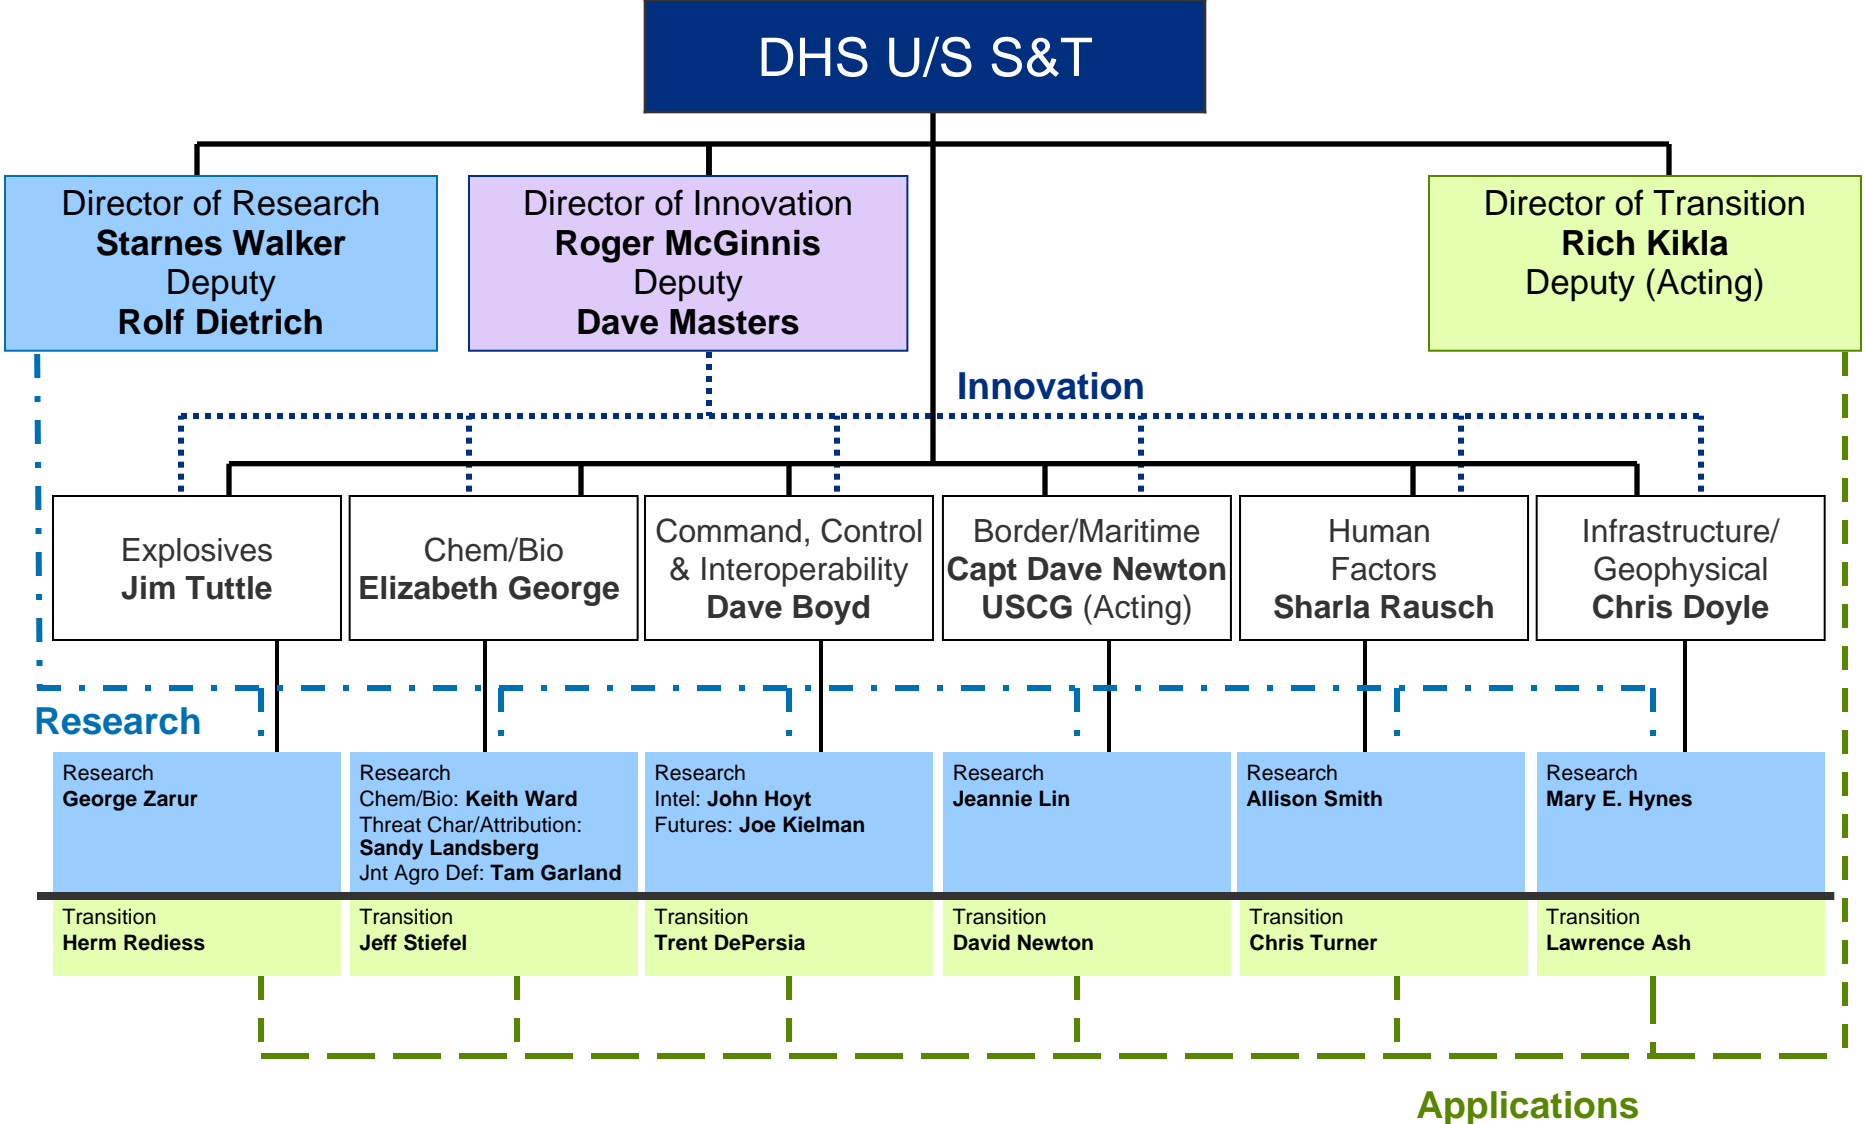 DHS U/S S&T
Director of Research
Starnes Walker
Deputy
Rolf Dietrich
Director of Innovation
Roger McGinnis
Deputy
Dave Masters
Director of Transition
Rich Kikla
Deputy (Acting)
Innovation
Explosives
Jim Tuttle
Chem/Bio
Elizabeth George
Command, Control
& Interoperability
Dave Boyd
Border/Maritime
Capt Dave Newton
USCG (Acting)
Human
Factors
Sharla Rausch
Infrastructure/
Geophysical
Chris Doyle
Research
Research
George Zarur
Research
Chem/Bio: Keith Ward
Threat Char/Attribution:
Sandy Landsberg
Jnt Agro Def: Tam Garland
Research
Intel: John Hoyt
Futures: Joe Kielman
Research
Jeannie Lin
Research
Allison Smith
Research
Mary E. Hynes
Transition
Herm Rediess
Transition
Jeff Stiefel
Transition
Trent DePersia
Transition
David Newton
Transition
Chris Turner
Transition
Lawrence Ash
Applications